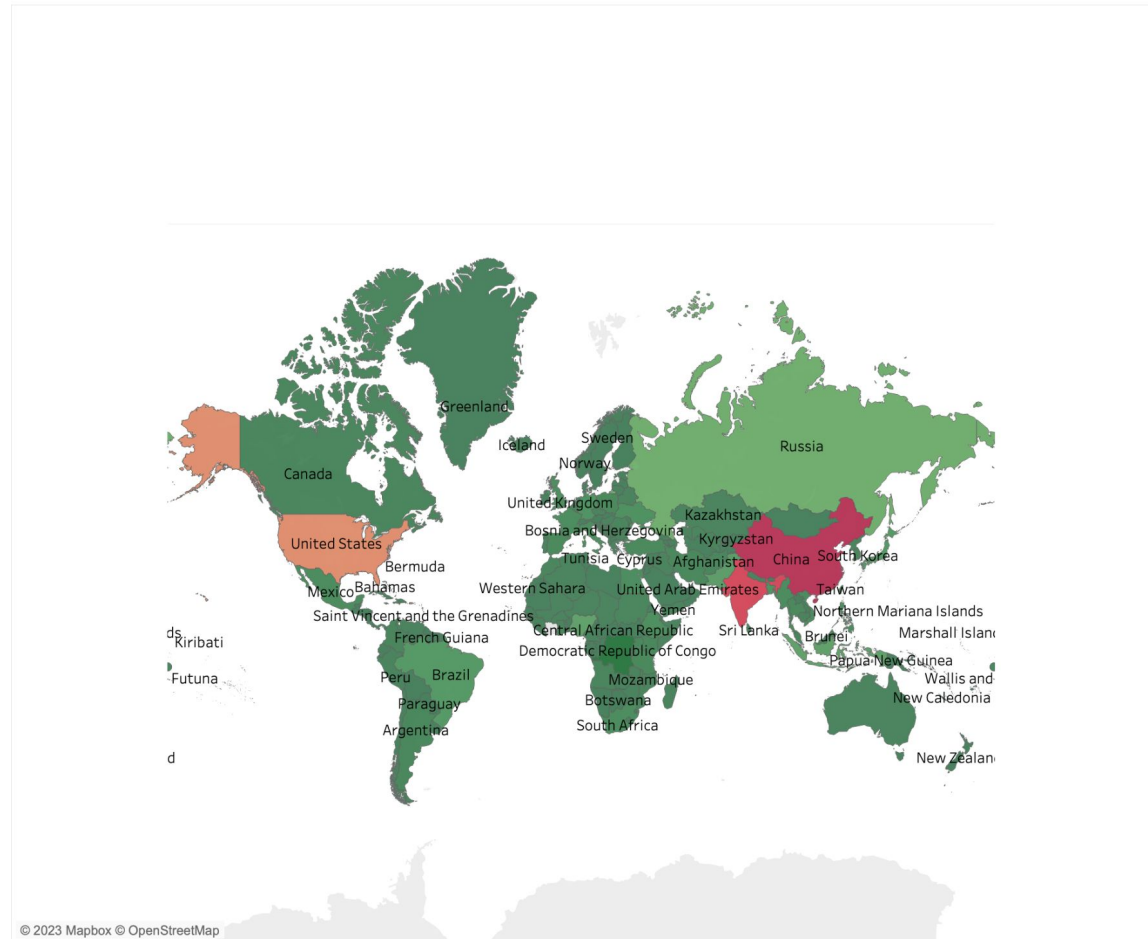 Greenland
Sweden
Iceland
Russia
Norway
Canada
United Kingdom
Kazakhstan
Bosnia and Herzegovina
Kyrgyzstan
United States
South Korea
Tunisia
Cyprus
Afghanistan
China
Bermuda
Mexico
Bahamas
Western Sahara
United Arab Emirates
Taiwan
Yemen
Northern Mariana Islands
Saint Vincent and the Grenadines
Central African Republic
Sri Lanka
Marshall Islan
ds
French Guiana
Brunei
Kiribati
Democratic Republic of Congo
Papua New Guinea
Futuna
Peru
Brazil
Mozambique
Wallis and
Botswana
New Caledonia
Paraguay
South Africa
Argentina
d
New Zealan
© 2023 Mapbox © OpenStreetMap